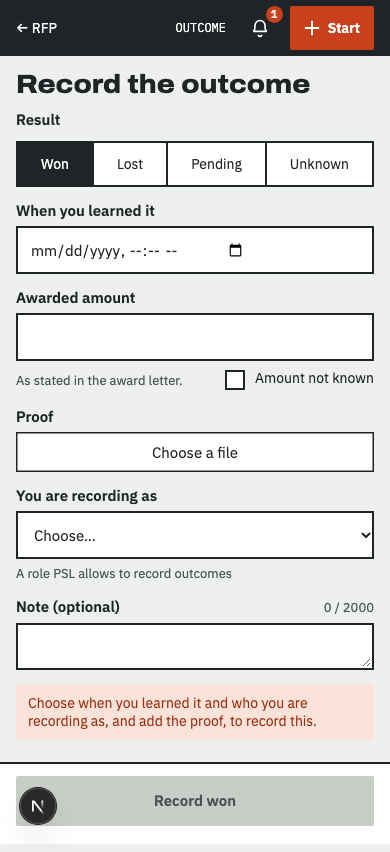 ← RFP
OUTCOME
1
+ Start
Record the outcome
Result
Won
Lost
Pending
Unknown
When you learned it
mm/dd/yyyy, --:-- --
Awarded amount
As stated in the award letter.
Amount not known
Proof
Choose a file
You are recording as
Choose...
A role PSL allows to record outcomes
Note (optional)
0 / 2000
Choose when you learned it and who you are
recording as, and add the proof, to record this.
N
Record won